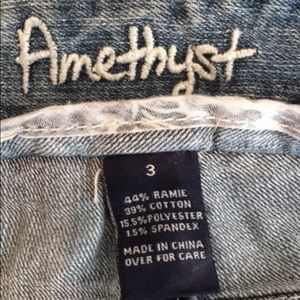 Amethyst
3
44% RAMIE
39% COTTON
15.5% POLYESTER
1.5% SPANDEX
MADE IN CHINA
OVER FOR CARE